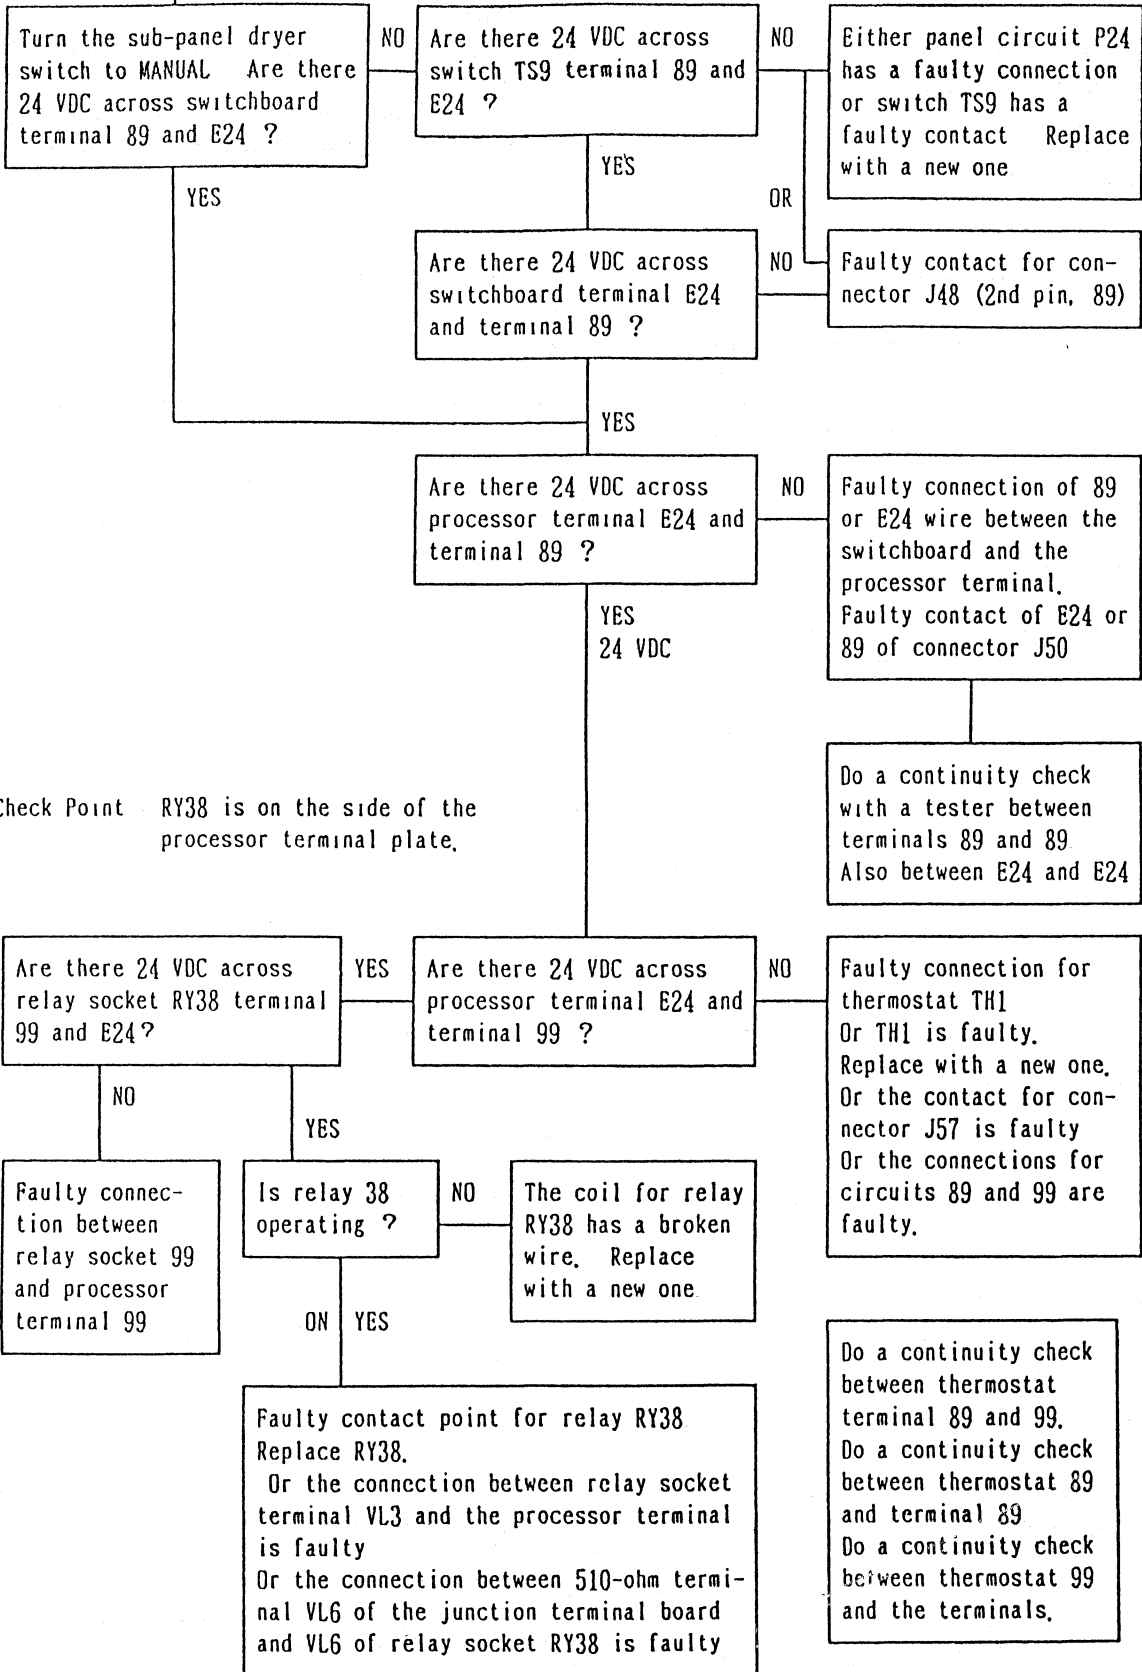 Turn the sub-panel dryer
switch to MANUAL Are there
24 VDC across switchboard
terminal 89 and E24 ?
NO
Are there 24 VDC across
switch TS9 terminal 89 and
E24 ?
NO
Either panel circuit P24
has a faulty connection
or switch TS9 has a
faulty contact Replace
with a new one
YES
YES
OR
Are there 24 VDC across
switchboard terminal E24
and terminal 89 ?
NO
Faulty contact for con-
nector J48 (2nd pin, 89)
YES
Are there 24 VDC across
processor terminal E24 and
terminal 89 ?
NO
Faulty connection of 89
or E24 wire between the
switchboard and the
processor terminal.
Faulty contact of E24 or
89 of connector J50
YES
24 VDC
Do a continuity check
with a tester between
terminals 89 and 89
Also between E24 and E24
Check Point RY38 is on the side of the
processor terminal plate.
Are there 24 VDC across
relay socket RY38 terminal
99 and E24?
YES
Are there 24 VDC across
processor terminal E24 and
terminal 99 ?
NO
Faulty connection for
thermostat TH1
Or TH1 is faulty.
Replace with a new one.
Or the contact for con-
nector J57 is faulty
Or the connections for
circuits 89 and 99 are
faulty.
NO
YES
Faulty connec-
tion between
relay socket 99
and processor
terminal 99
Is relay 38
operating ?
NO
The coil for relay
RY38 has a broken
wire. Replace
with a new one
ON YES
Faulty contact point for relay RY38
Replace RY38.
Or the connection between relay socket
terminal VL3 and the processor terminal
is faulty
Or the connection between 510-ohm termi-
nal VL6 of the junction terminal board
and VL6 of relay socket RY38 is faulty
Do a continuity check
between thermostat
terminal 89 and 99.
Do a continuity check
between thermostat 89
and terminal 89
Do a continuity check
between thermostat 99
and the terminals.